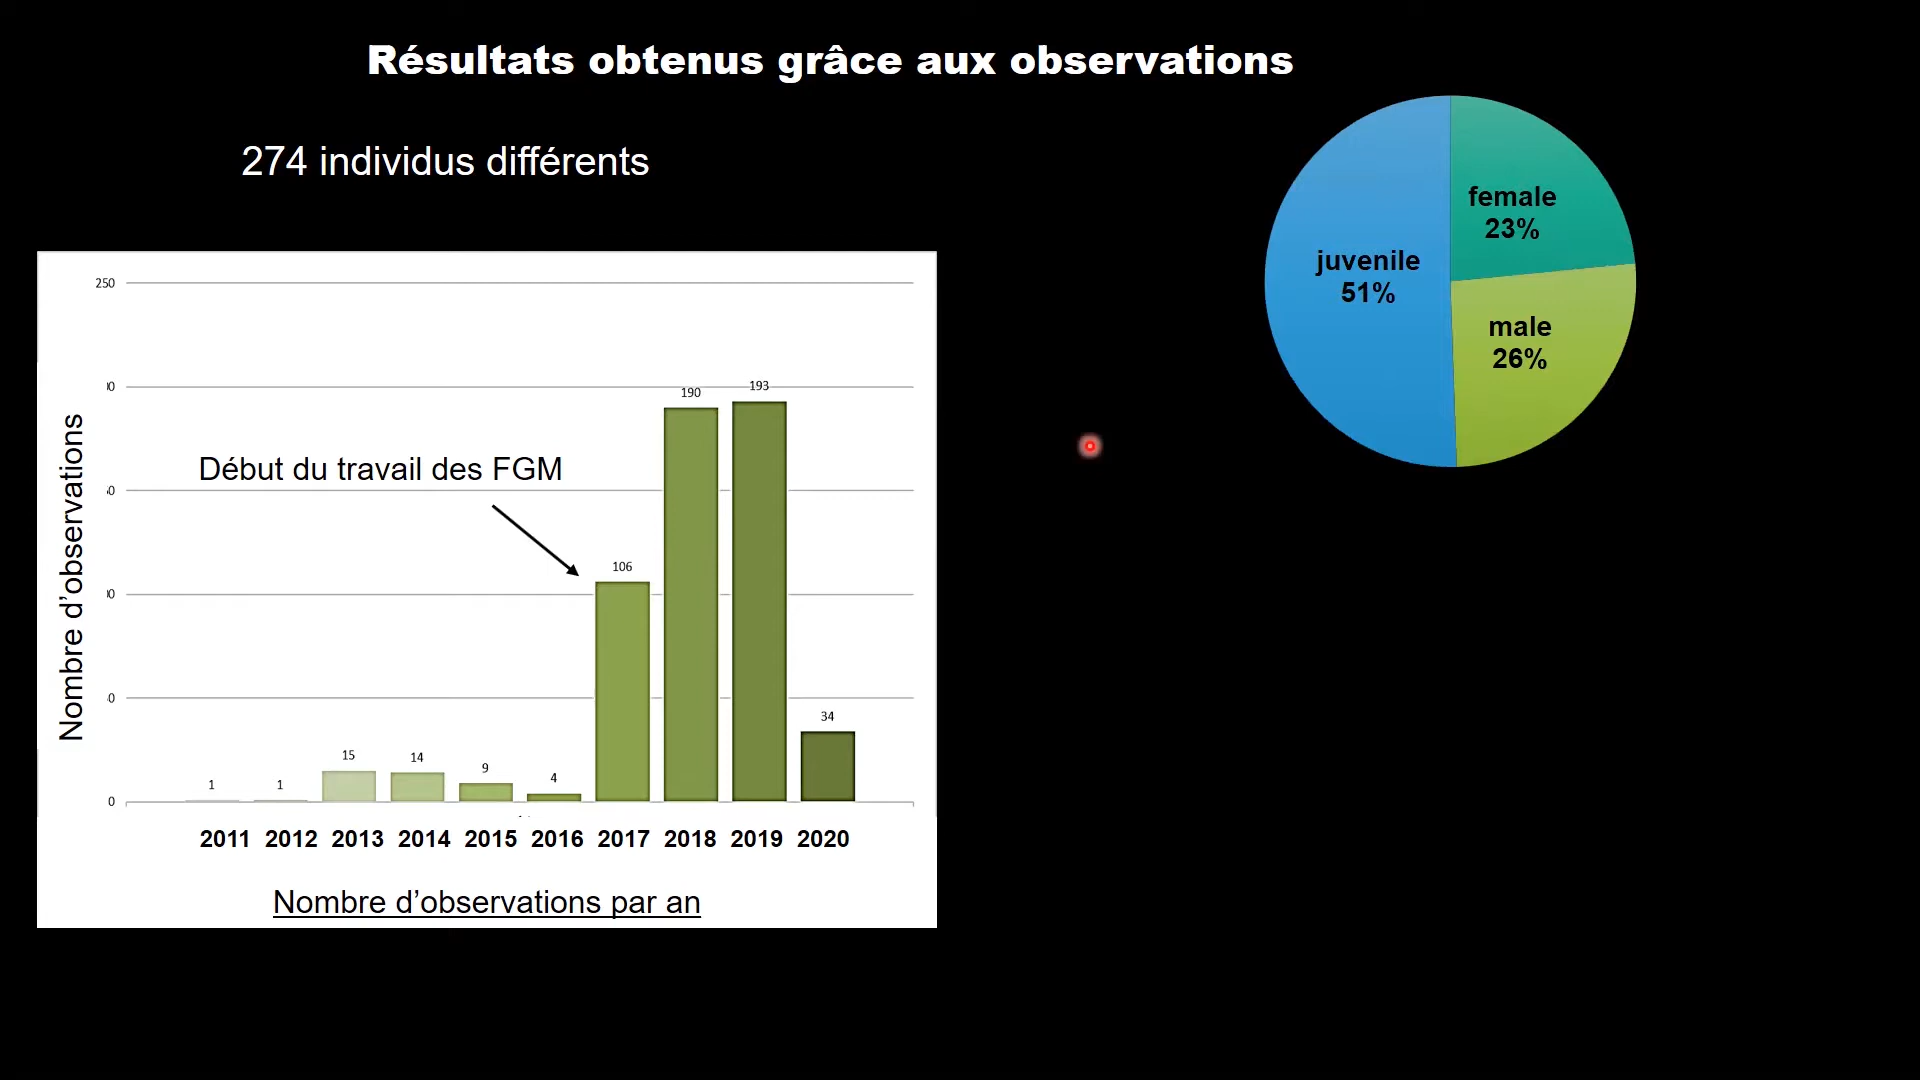 Résultats obtenus grâce aux observations
274 individus différents
female
23%
juvenile
51%
male
26%
250
0
Nombre d’observations
Début du travail des FGM
1
1
15
14
9
4
106
190
193
34
2011 2012 2013 2014 2015 2016 2017 2018 2019 2020
Nombre d’observations par an